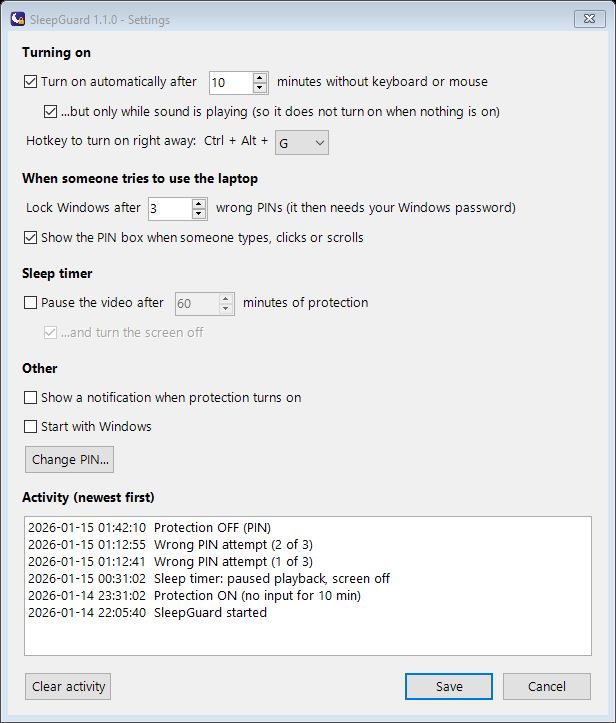 SleepGuard 1.1.0 - Settings
Turning on
Turn on automatically after 10 minutes without keyboard or mouse
...but only while sound is playing (so it does not turn on when nothing is on)
Hotkey to turn on right away: Ctrl + Alt + G
When someone tries to use the laptop
Lock Windows after 3 wrong PINs (it then needs your Windows password)
Show the PIN box when someone types, clicks or scrolls
Sleep timer
Pause the video after 60 minutes of protection
...and turn the screen off
Other
Show a notification when protection turns on
Start with Windows
Change PIN...
Activity (newest first)
2026-01-15 01:42:10 Protection OFF (PIN)
2026-01-15 01:12:55 Wrong PIN attempt (2 of 3)
2026-01-15 01:12:41 Wrong PIN attempt (1 of 3)
2026-01-15 00:31:02 Sleep timer: paused playback, screen off
2026-01-14 23:31:02 Protection ON (no input for 10 min)
2026-01-14 22:05:40 SleepGuard started
Clear activity Save Cancel